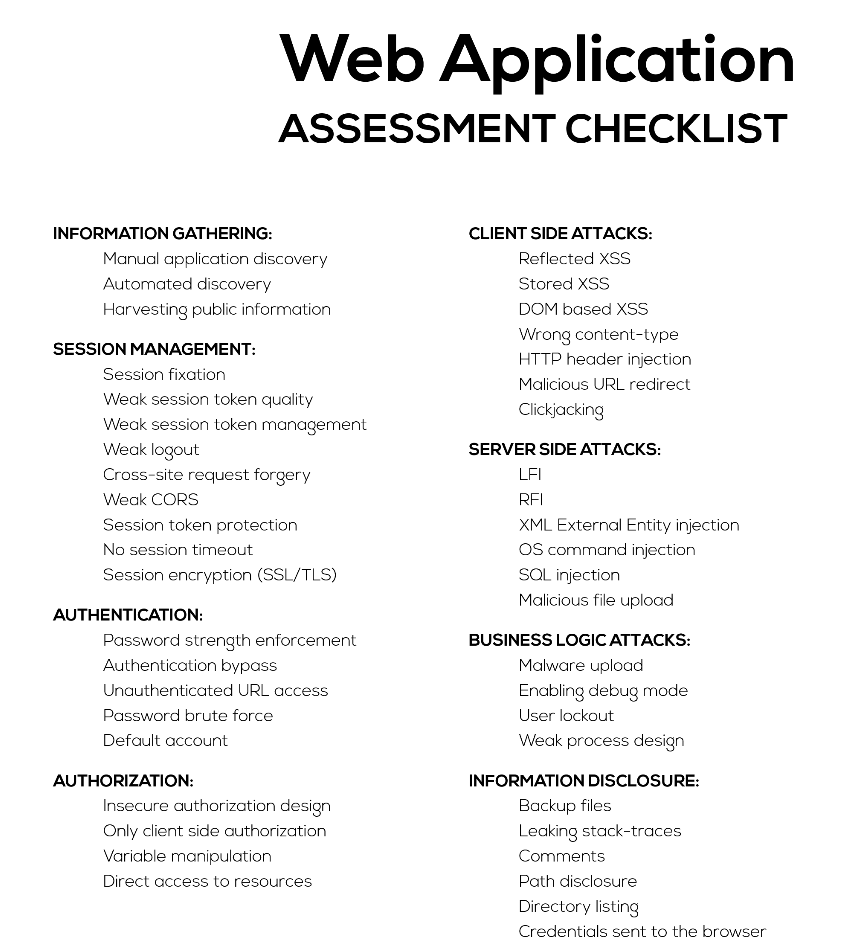 Web Application
ASSESSMENT CHECKLIST
INFORMATION GATHERING:
Manual application discovery
Automated discovery
Harvesting public information
SESSION MANAGEMENT:
Session fixation
Weak session token quality
Weak session token management
Weak logout
Cross-site request forgery
Weak CORS
Session token protection
No session timeout
Session encryption (SSL/TLS)
AUTHENTICATION:
Password strength enforcement
Authentication bypass
Unauthenticated URL access
Password brute force
Default account
AUTHORIZATION:
Insecure authorization design
Only client side authorization
Variable manipulation
Direct access to resources
CLIENT SIDE ATTACKS:
Reflected XSS
Stored XSS
DOM based XSS
Wrong content-type
HTTP header injection
Malicious URL redirect
Clickjacking
SERVER SIDE ATTACKS:
LFI
RFI
XML External Entity injection
OS command injection
SQL injection
Malicious file upload
BUSINESS LOGIC ATTACKS:
Malware upload
Enabling debug mode
User lockout
Weak process design
INFORMATION DISCLOSURE:
Backup files
Leaking stack-traces
Comments
Path disclosure
Directory listing
Credentials sent to the browser